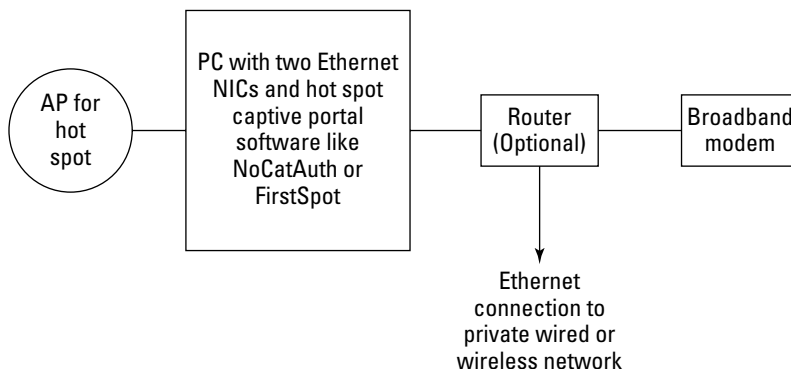 AP for
hot
spot
PC with two Ethernet
NICs and hot spot
captive portal
software like
NoCatAuth or
FirstSpot
Router
(Optional)
Broadband
modem
Ethernet
connection to
private wired or
wireless network